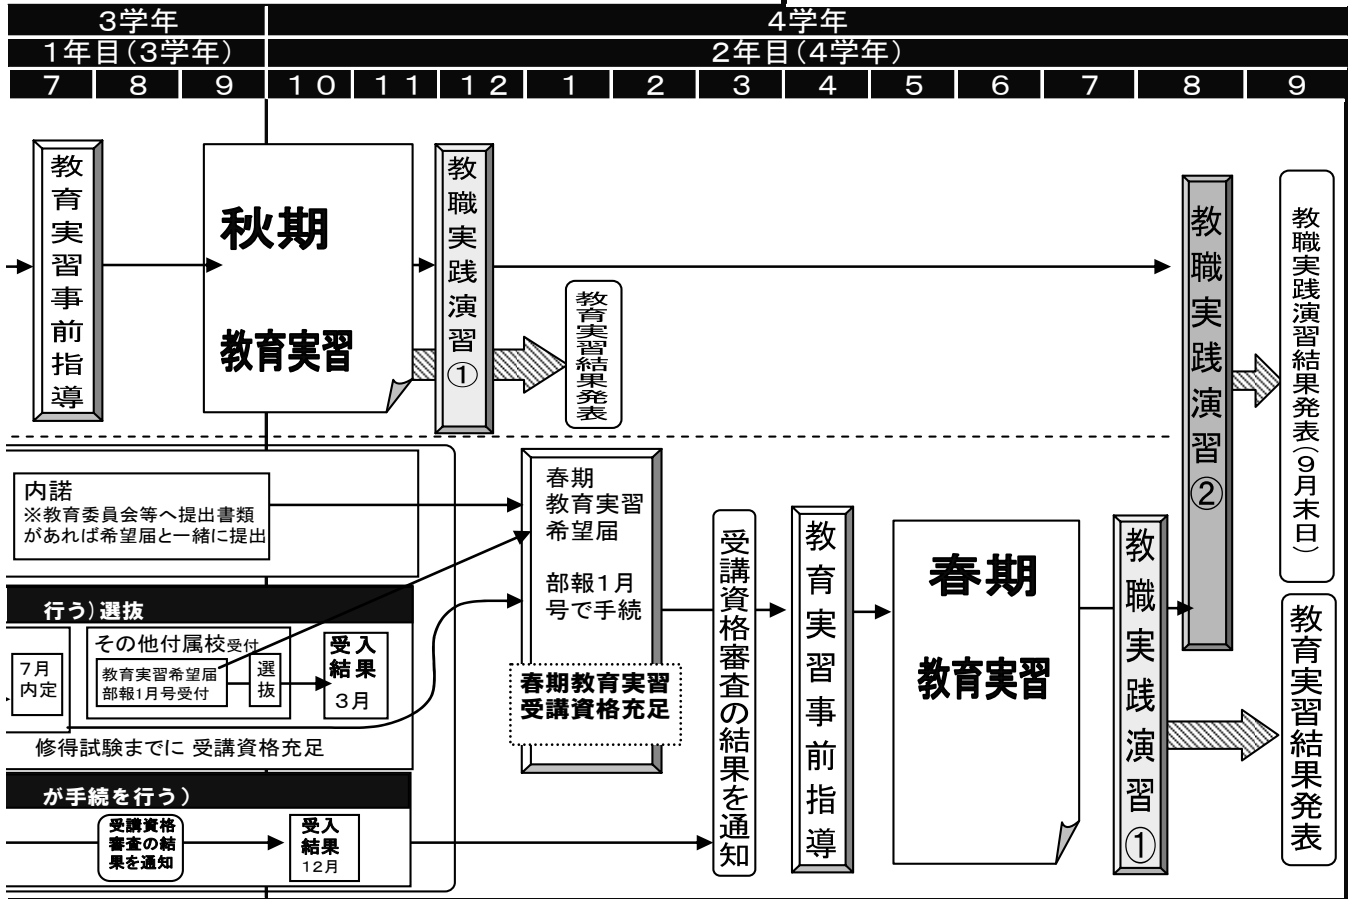 3学年 4学年
1年目(3学年) 2年目(4学年)
7 8 9 10 11 12 1 2 3 4 5 6 7 8 9
教育実習事前指導
秋期
教育実習
教職実践演習①
教育実習結果発表
教職実践演習②
教職実践演習結果発表(9月末日)
内諾
※教育委員会等へ提出書類
があれば希望届と一緒に提出
春期
教育実習
希望届
部報1月
号で手続
春期教育実習
受講資格充足
受講資格審査の結果を通知
教育実習事前指導
春期
教育実習
教職実践演習①
教育実習結果発表
行う)選抜
7月
内定
その他付属校受付
教育実習希望届
部報1月号受付
選抜
受入
結果
3月
修得試験までに 受講資格充足
が手続を行う)
受講資格
審査の結
果を通知
受入
結果
12月